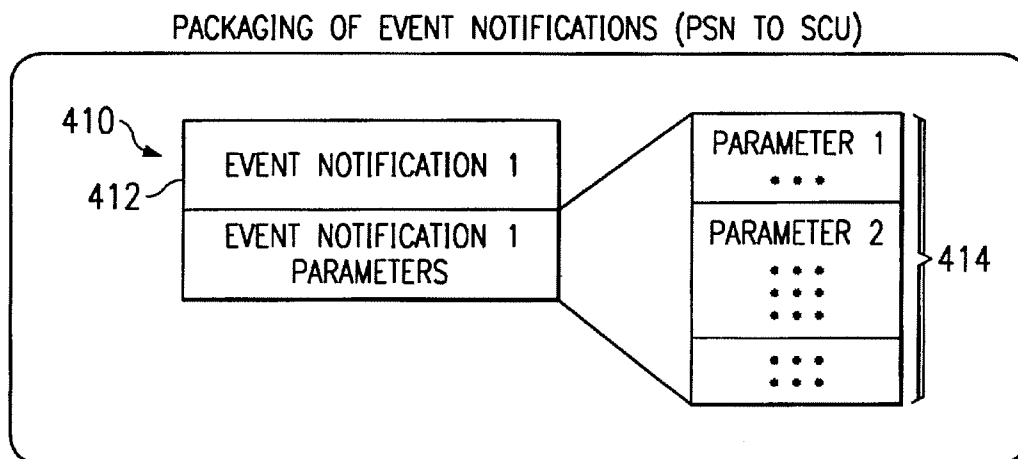 PACKAGING OF EVENT NOTIFICATIONS (PSN TO SCU)
410
412
EVENT NOTIFICATION 1
EVENT NOTIFICATION 1
PARAMETERS
PARAMETER 1
PARAMETER 2
414